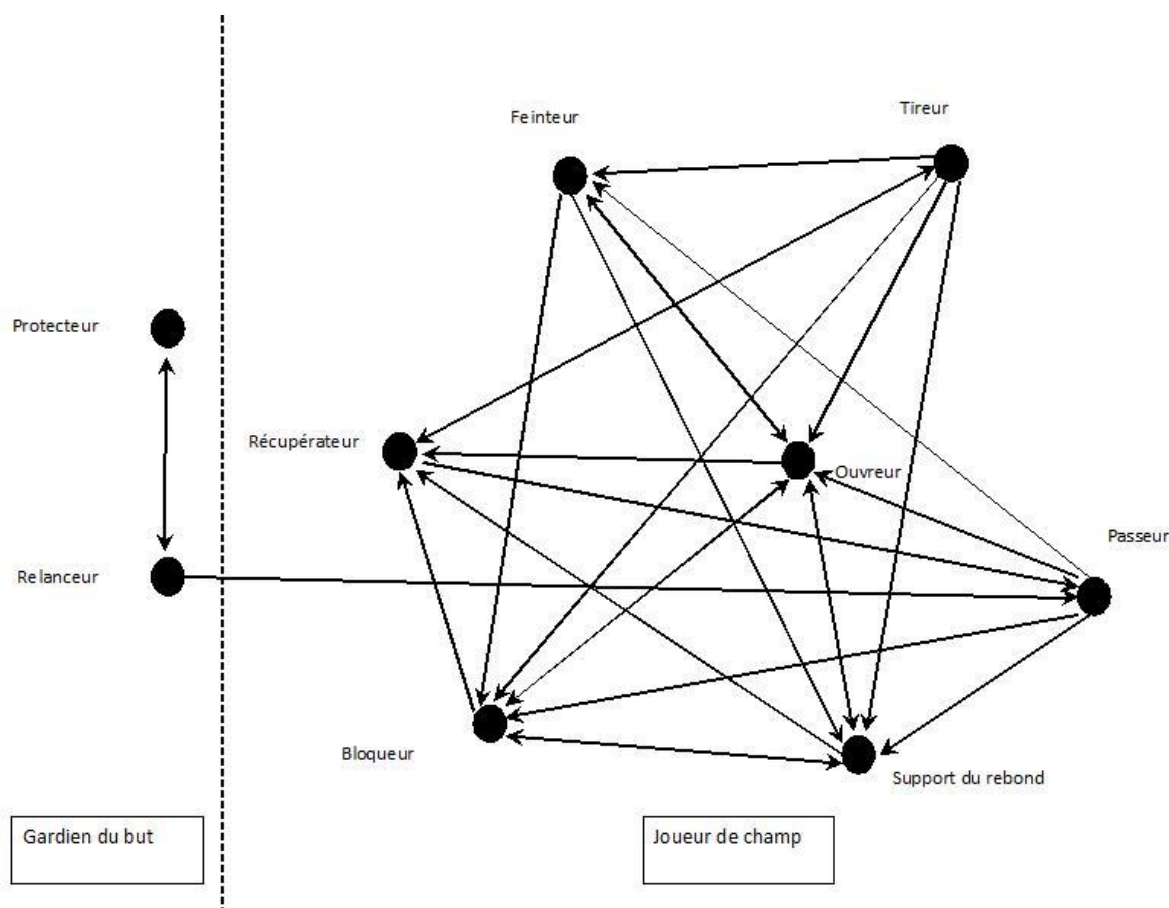 Tireur
Feinteur
Protecteur
Récupérateur
Ouvreur
Passeur
Relanceur
Bloqueur
Support du rebond
Gardien du but
Joueur de champ